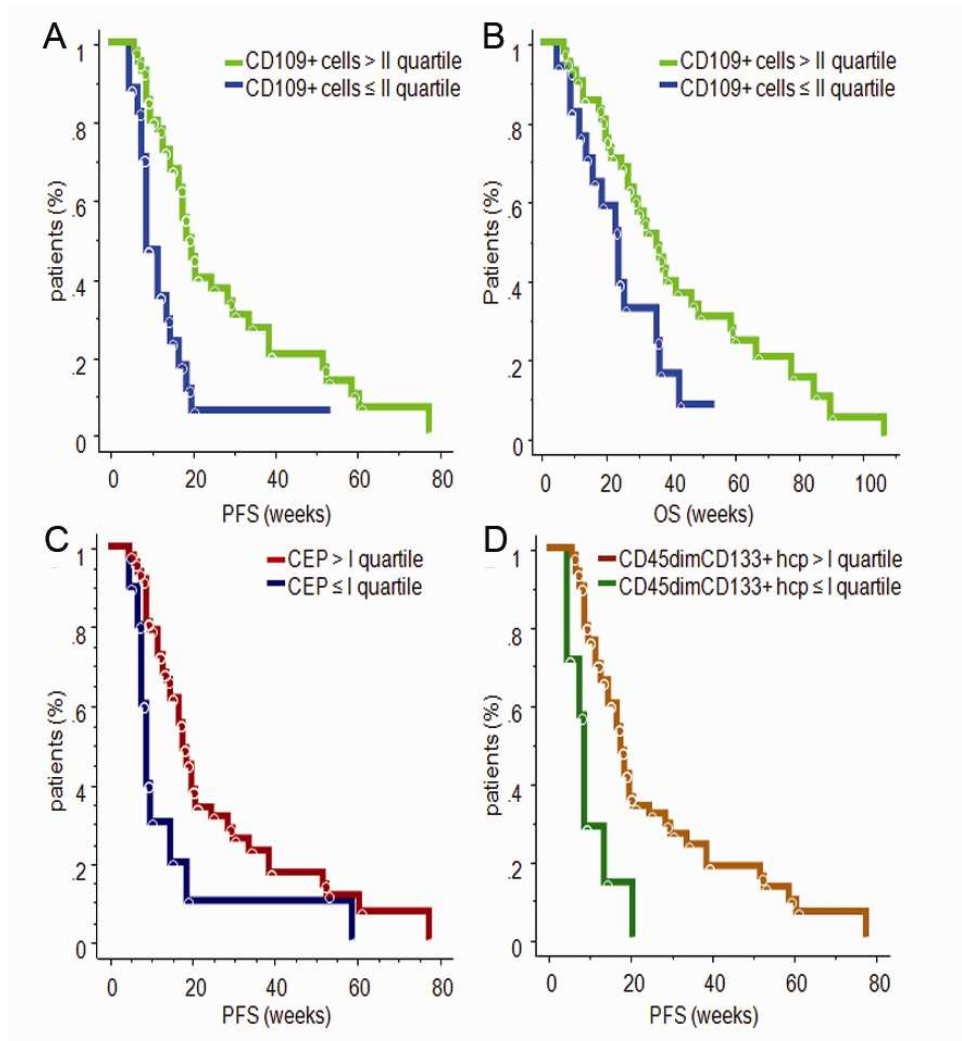 A
CD109+ cells > II quartile
CD109+ cells ≤ II quartile
1
.8
.6
.4
.2
0
patients (%)
0 20 40 60 80
PFS (weeks)
B
CD109+ cells > II quartile
CD109+ cells ≤ II quartile
1
.8
.6
.4
.2
0
Patients (%)
0 20 40 60 80 100
OS (weeks)
C
CEP > I quartile
CEP ≤ I quartile
1
.8
.6
.4
.2
0
patients (%)
0 20 40 60 80
PFS (weeks)
D
CD45dimCD133+ hcp > I quartile
CD45dimCD133+ hcp ≤ I quartile
1
.8
.6
.4
.2
0
patients (%)
0 20 40 60 80
PFS (weeks)